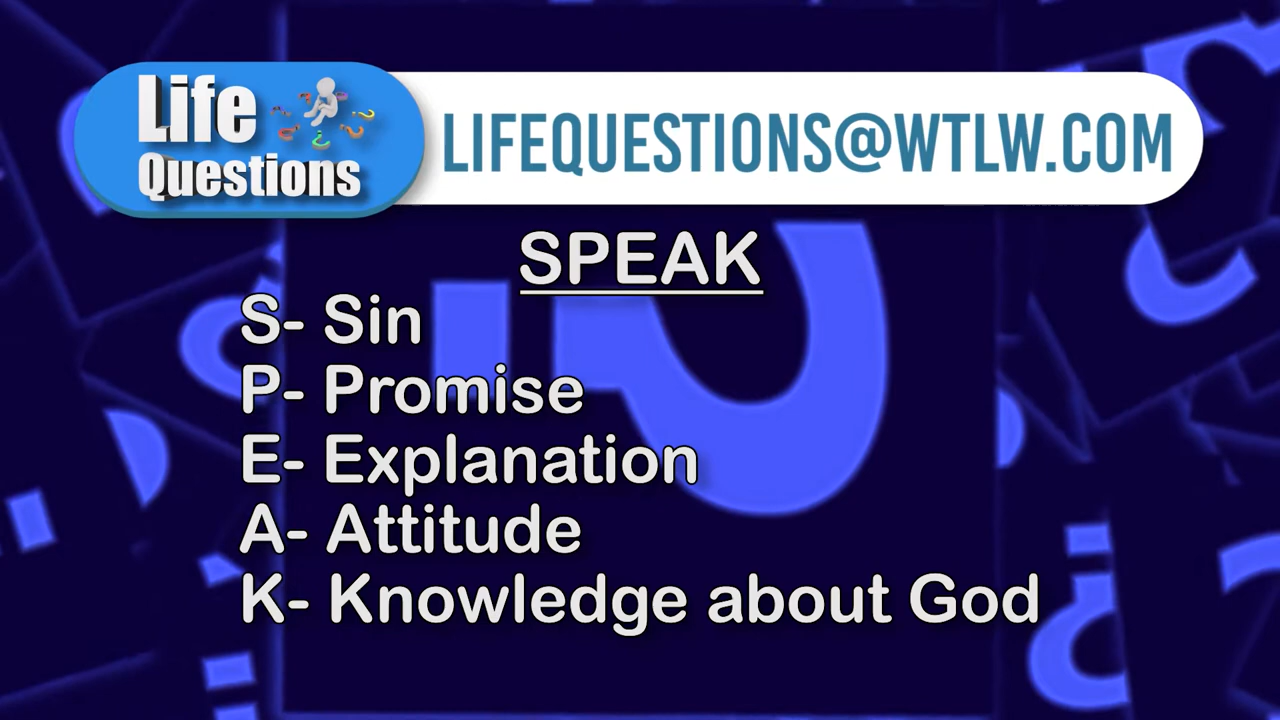 Life
Questions
LIFEQUESTIONS@WTLW.COM
SPEAK
S- Sin
P- Promise
E- Explanation
A- Attitude
K- Knowledge about God